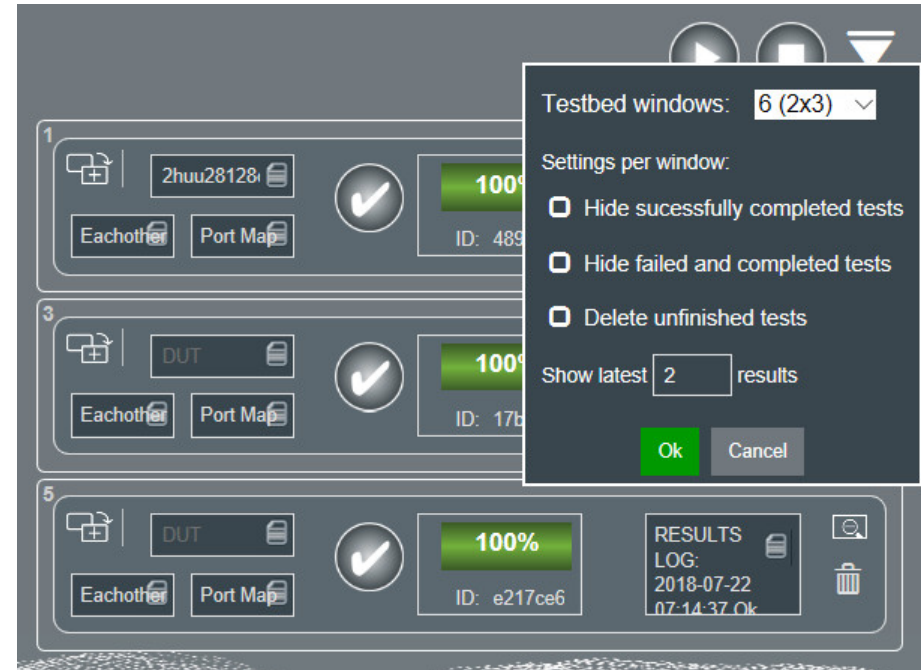 Testbed windows: 6 (2x3)
Settings per window:
Hide sucessfully completed tests
Hide failed and completed tests
Delete unfinished tests
Show latest 2 results
Ok Cancel
1
2huu28128
100%
Eachother Port Map
ID: 489
3
DUT
100%
Eachother Port Map
ID: 17b
5
DUT
100%
RESULTS
LOG:
2018-07-22
07:14:37 Ok
Eachother Port Map
ID: e217ce6